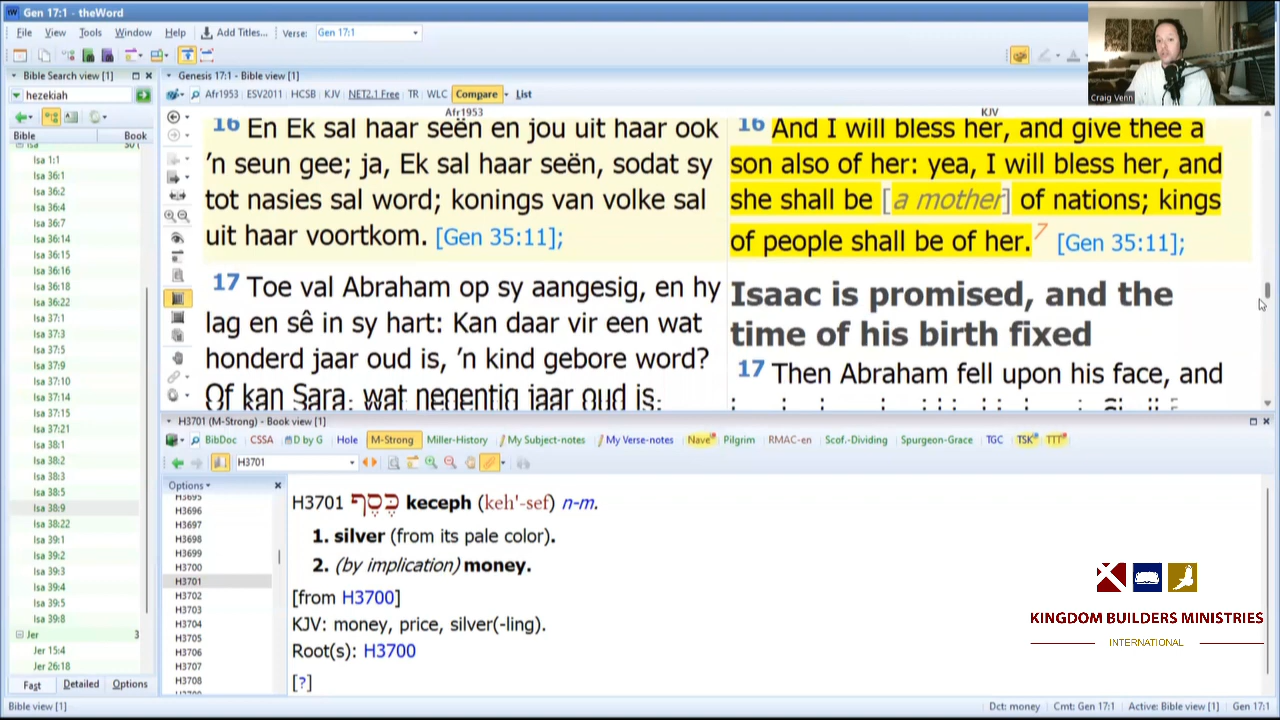 Gen 17:1 - theWord
File View Tools Window Help Add Titles... Verse: Gen 17:1
Bible Search view [1]
hezekiah
Bible Book
Isa 1:1
Isa 36:1
Isa 36:2
Isa 36:4
Isa 36:7
Isa 36:14
Isa 36:15
Isa 36:16
Isa 36:18
Isa 36:22
Isa 37:1
Isa 37:3
Isa 37:5
Isa 37:9
Isa 37:10
Isa 37:14
Isa 37:15
Isa 37:21
Isa 38:1
Isa 38:2
Isa 38:3
Isa 38:5
Isa 38:9
Isa 38:22
Isa 39:1
Isa 39:2
Isa 39:3
Isa 39:4
Isa 39:5
Isa 39:8
Jer 3
Jer 15:4
Jer 26:18
Fast Detailed Options
Bible view [1]
Genesis 17:1 - Bible view [1]
Afr1953 ESV2011 HCSB KJV NET2.1 Free TR WLC Compare List
Afr1953
16 En Ek sal haar seën en jou uit haar ook
’n seun gee; ja, Ek sal haar seën, sodat sy
tot nasies sal word; konings van volke sal
uit haar voortkom. [Gen 35:11];
17 Toe val Abraham op sy aangesig, en hy
lag en sê in sy hart: Kan daar vir een wat
honderd jaar oud is, ’n kind gebore word?
Of kan Sara, wat negentig jaar oud is,
KJV
16 And I will bless her, and give thee a
son also of her: yea, I will bless her, and
she shall be [a mother] of nations; kings
of people shall be of her.7 [Gen 35:11];
Isaac is promised, and the
time of his birth fixed
17 Then Abraham fell upon his face, and
Craig Venn
H3701 (M-Strong) - Book view [1]
BibDoc CSSA D by G Hole M-Strong Miller-History My Subject-notes My Verse-notes Nave Pilgrim RMAC-en Scof.-Dividing Spurgeon-Grace TGC TSK TTT
H3701
Options
H3695
H3696
H3697
H3698
H3699
H3700
H3701
H3702
H3703
H3704
H3705
H3706
H3707
H3708
H3701 כֶּסֶף keceph (keh'-sef) n-m.
1. silver (from its pale color).
2. (by implication) money.
[from H3700]
KJV: money, price, silver(-ling).
Root(s): H3700
[?]
KINGDOM BUILDERS MINISTRIES
INTERNATIONAL
Dct: money Cmt: Gen 17:1 Active: Bible view [1] Gen 17:1